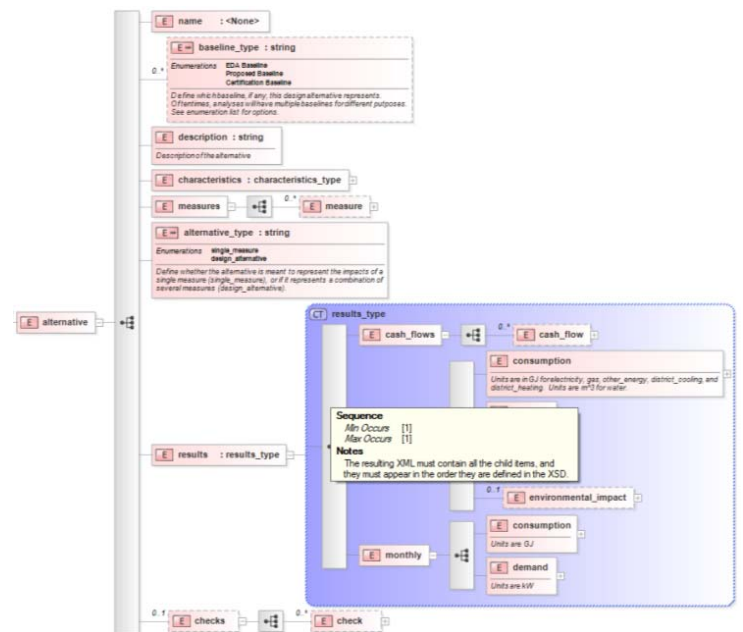 E name : <None>
E baseline_type : string
0..*
Enumerations EDA Baseline
Proposed Baseline
Certification Baseline
Define which baseline, if any, this design alternative represents.
Oftentimes, analyses will have multiple baselines for different putposes.
See enumeration list for options.
E description : string
Description of the alternative
E characteristics : characteristics_type
E measures
0..*
E measure
E alternative_type : string
Enumerations single_measure
design_alternative
Define whether the alternative is meant to represent the impacts of a
single measure (single_measure), or if it represents a combination of
several measures (design_alternative).
E alternative
CT results_type
E cash_flows
0..*
E cash_flow
E consumption
Units are in GJ for electricity, gas, other_energy, district_cooling, and
district_heating. Units are m^3 for water.
E results : results_type
Sequence
Min Occurs [1]
Max Occurs [1]
Notes
The resulting XML must contain all the child items, and
they must appear in the order they are defined in the XSD.
0..1
E environmental_impact
E monthly
E consumption
Units are GJ
E demand
Units are kW
0..1
E checks
0..*
E check